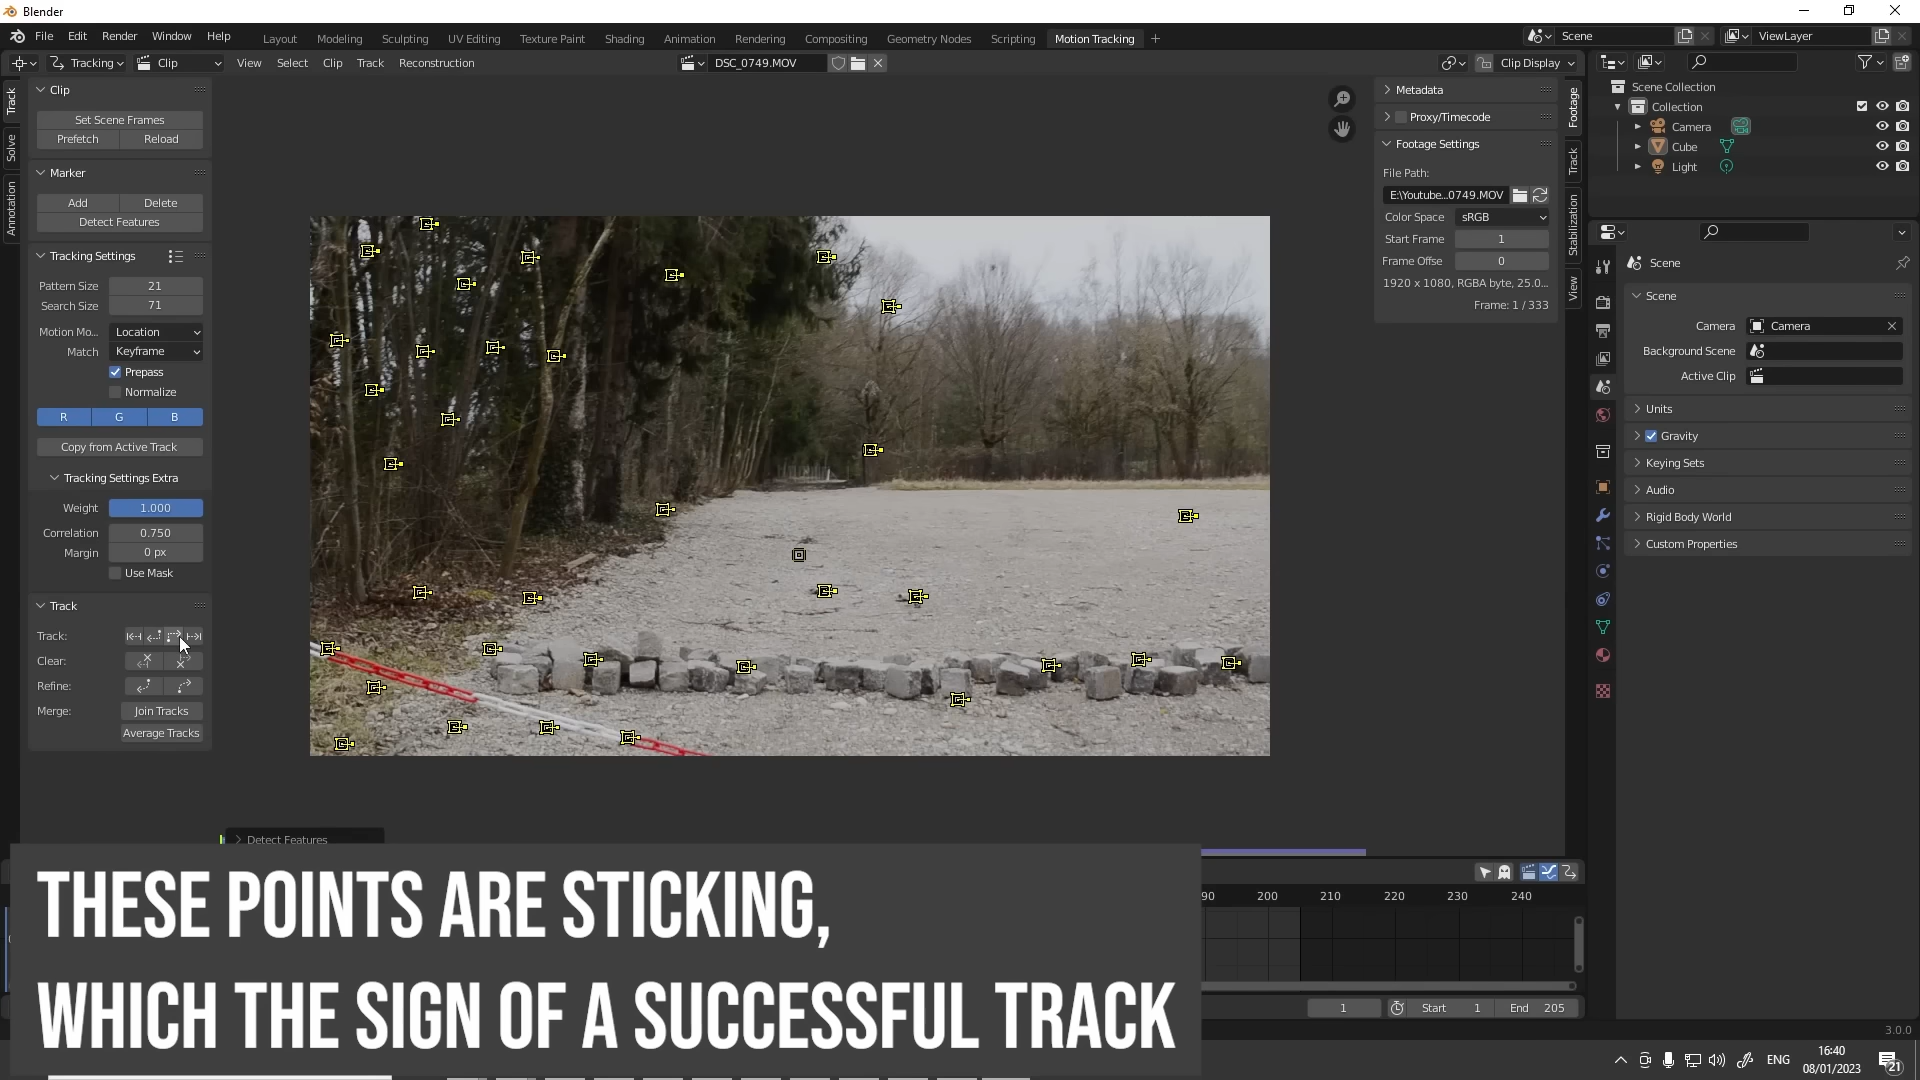 Blender
File Edit Render Window Help
Layout Modeling Sculpting UV Editing Texture Paint Shading Animation Rendering Compositing Geometry Nodes Scripting Motion Tracking
Scene
ViewLayer
Tracking Clip View Select Clip Track Reconstruction
DSC_0749.MOV
Clip Display
Track
Solve
Annotation
Clip
Set Scene Frames
Prefetch Reload
Marker
Add Delete
Detect Features
Tracking Settings
Pattern Size 21
Search Size 71
Motion Mo... Location
Match Keyframe
Prepass
Normalize
R G B
Copy from Active Track
Tracking Settings Extra
Weight 1.000
Correlation 0.750
Margin 0 px
Use Mask
Track
Track:
Clear:
Refine:
Merge: Join Tracks
Average Tracks
Detect Features
Metadata
Proxy/Timecode
Footage Settings
File Path:
E:\Youtube...0749.MOV
Color Space sRGB
Start Frame 1
Frame Offse 0
1920 x 1080, RGBA byte, 25.0...
Frame: 1 / 333
Footage
Track
Stabilization
View
Scene Collection
Collection
Camera
Cube
Light
Scene
Scene
Camera Camera
Background Scene
Active Clip
Units
Gravity
Keying Sets
Audio
Rigid Body World
Custom Properties
90 200 210 220 230 240
1 Start 1 End 205
3.0.0
THESE POINTS ARE STICKING,
WHICH THE SIGN OF A SUCCESSFUL TRACK
ENG
16:40
08/01/2023
21